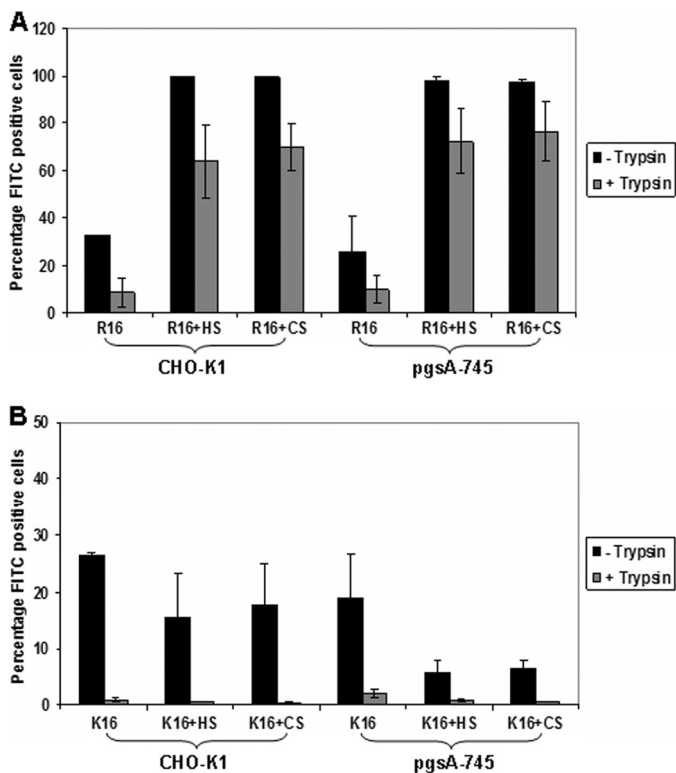 A
Percentage FITC positive cells
120
100
80
60
40
20
0
R16
R16+HS
R16+CS
R16
R16+HS
R16+CS
CHO-K1
pgsA-745
- Trypsin
+ Trypsin
B
Percentage FITC positive cells
50
40
30
20
10
0
K16
K16+HS
K16+CS
K16
K16+HS
K16+CS
CHO-K1
pgsA-745
- Trypsin
+ Trypsin